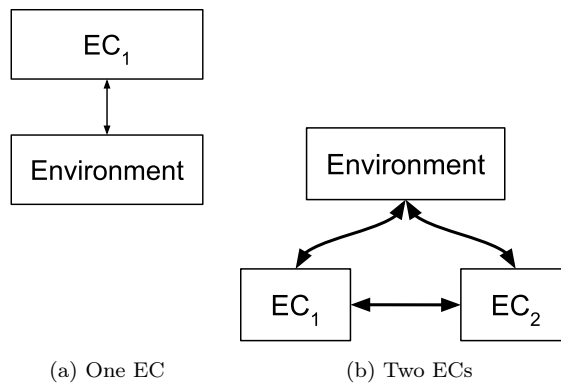 EC₁
Environment
(a) One EC
Environment
EC₁
EC₂
(b) Two ECs